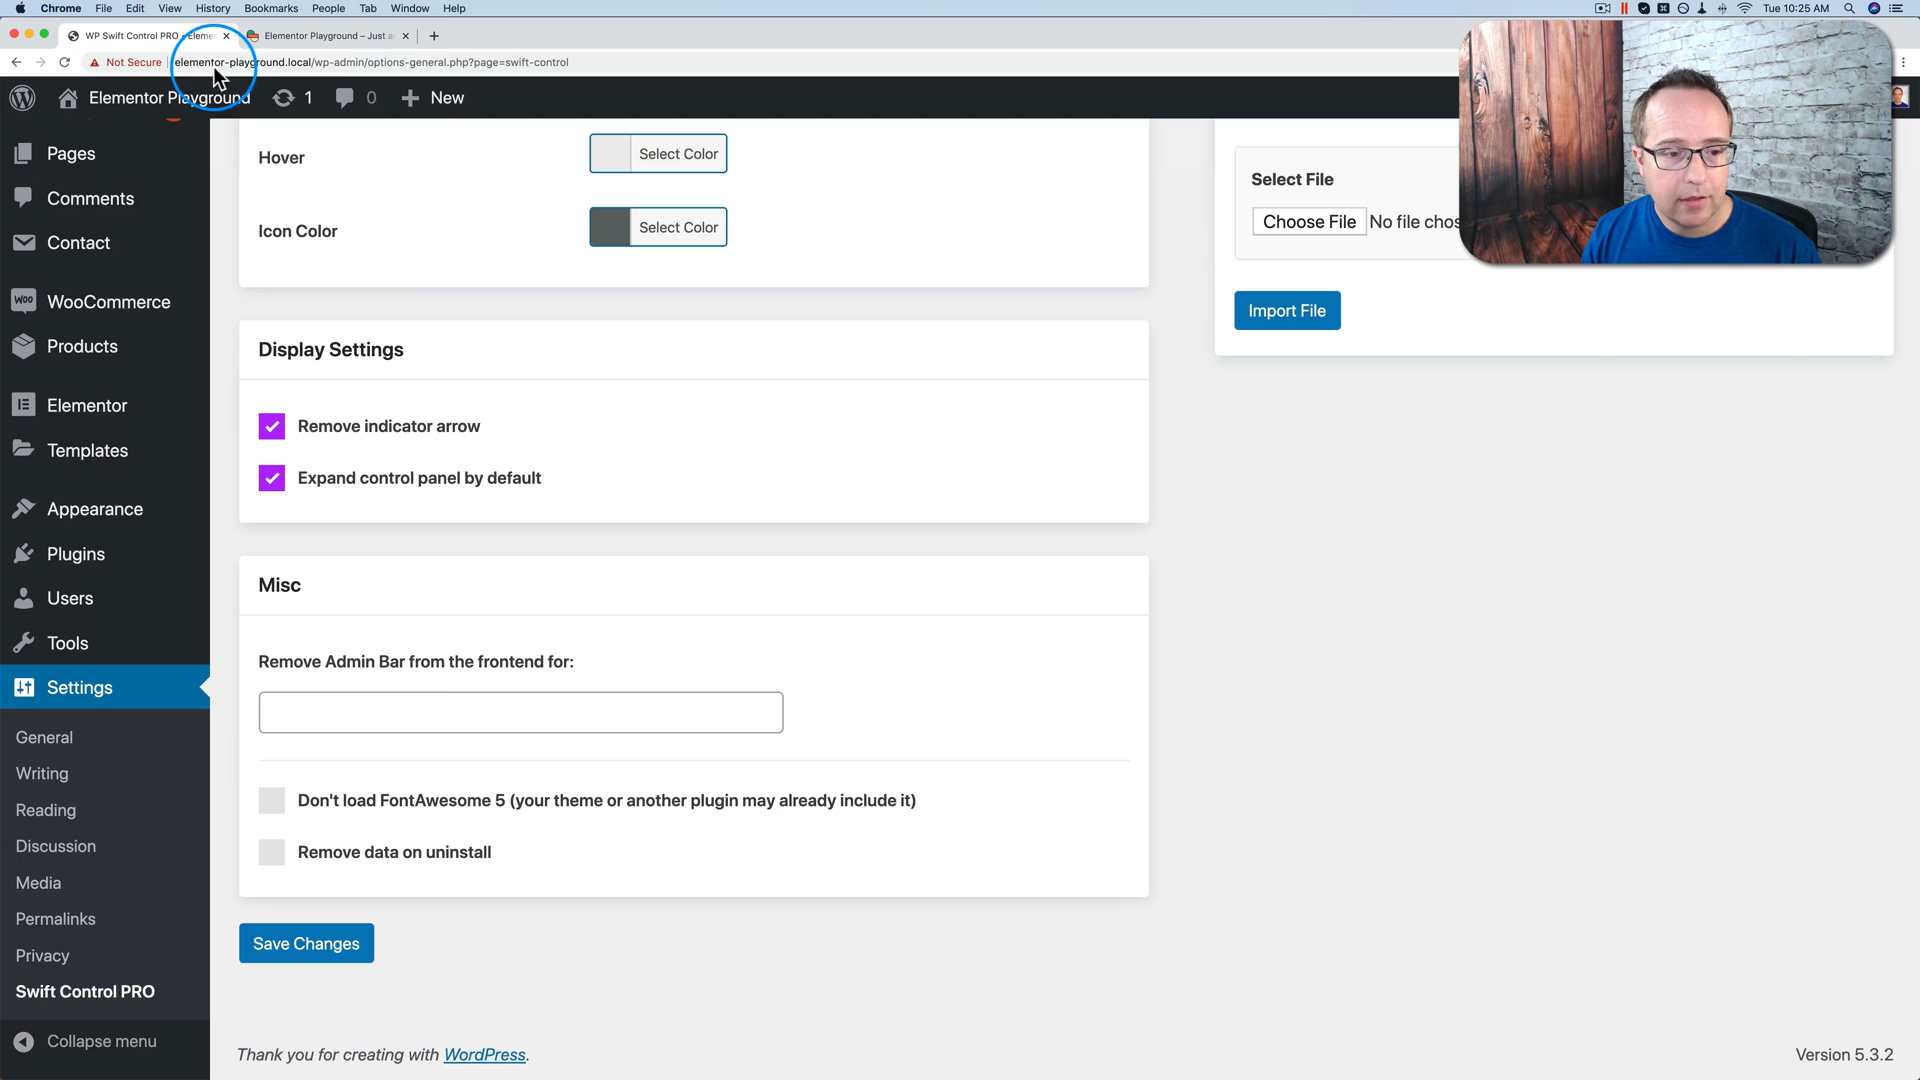 Chrome File Edit View History Bookmarks People Tab Window Help Tue 10:25 AM
WP Swift Control PRO ‹ Elemen Elementor Playground – Just a
Not Secure elementor-playground.local/wp-admin/options-general.php?page=swift-control
Elementor Playground 1 0 New
Pages
Comments
Contact
WooCommerce
Products
Elementor
Templates
Appearance
Plugins
Users
Tools
Settings
General
Writing
Reading
Discussion
Media
Permalinks
Privacy
Swift Control PRO
Collapse menu
Hover Select Color
Icon Color Select Color
Display Settings
Remove indicator arrow
Expand control panel by default
Misc
Remove Admin Bar from the frontend for:
Don't load FontAwesome 5 (your theme or another plugin may already include it)
Remove data on uninstall
Save Changes
Select File
Choose File No file chos
Import File
Thank you for creating with WordPress.
Version 5.3.2